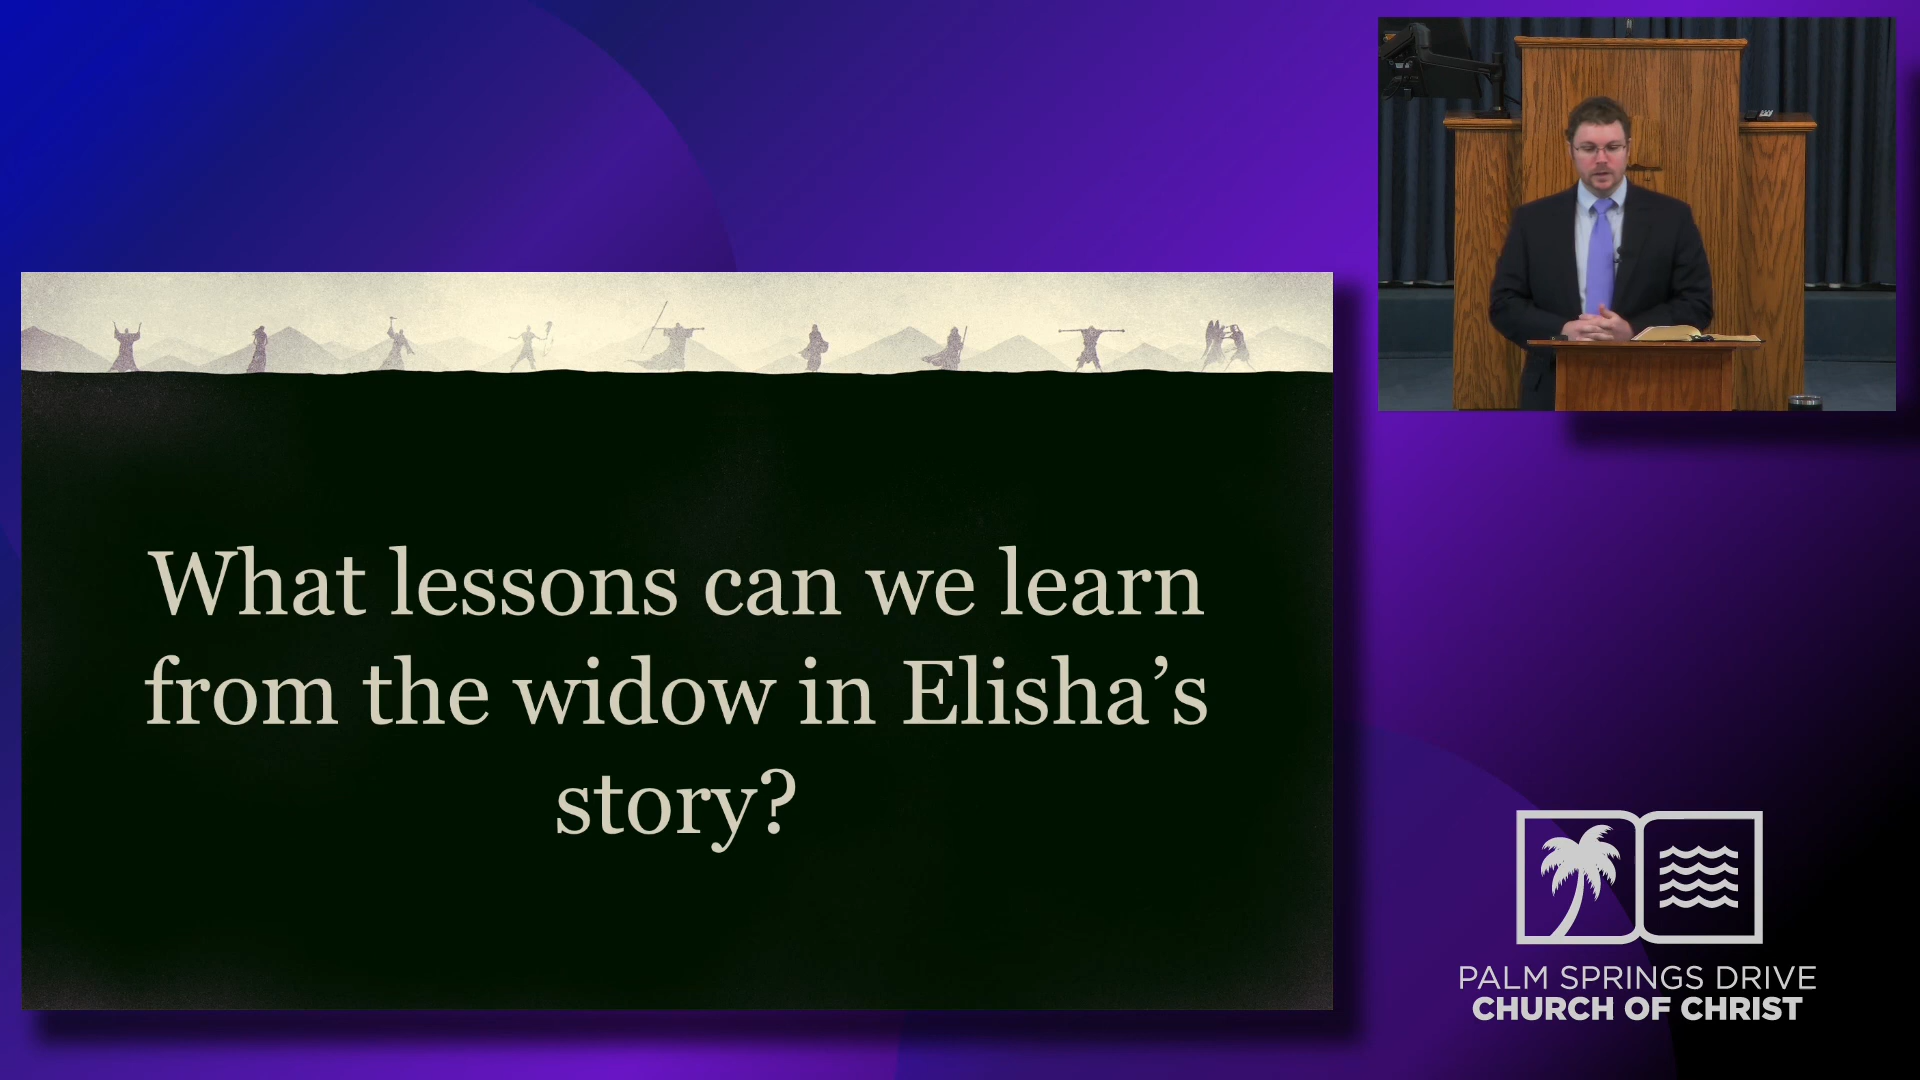 What lessons can we learn
from the widow in Elisha’s
story?
PALM SPRINGS DRIVE
CHURCH OF CHRIST